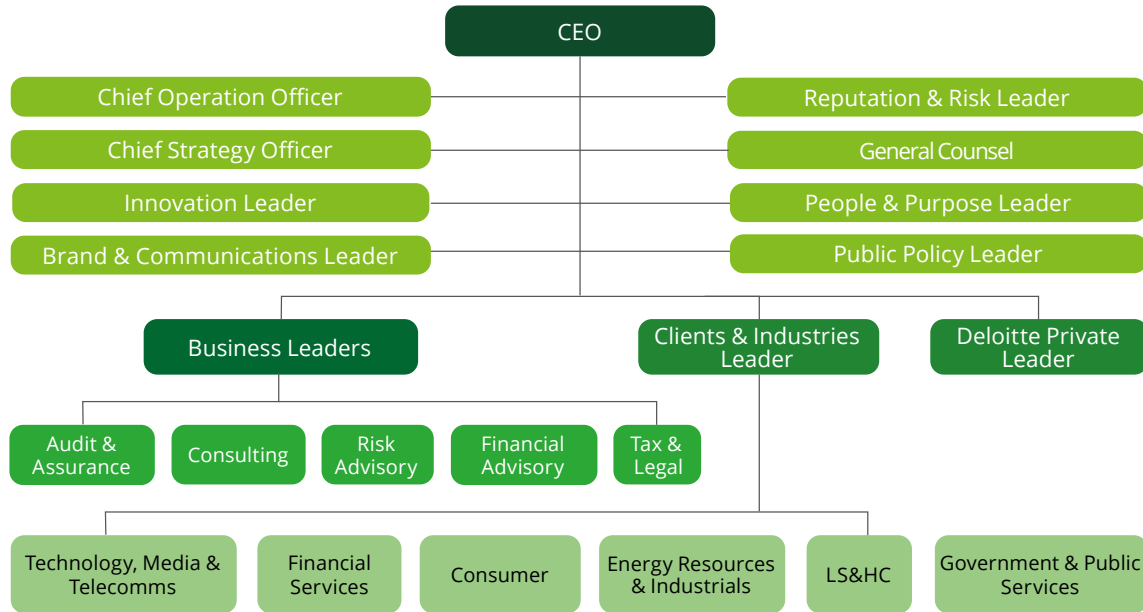 CEO
Chief Operation Officer
Reputation & Risk Leader
Chief Strategy Officer
General Counsel
Innovation Leader
People & Purpose Leader
Brand & Communications Leader
Public Policy Leader
Business Leaders
Clients & Industries
Leader
Deloitte Private
Leader
Audit &
Assurance
Consulting
Risk
Advisory
Financial
Advisory
Tax &
Legal
Technology, Media &
Telecomms
Financial
Services
Consumer
Energy Resources
& Industrials
LS&HC
Government & Public
Services